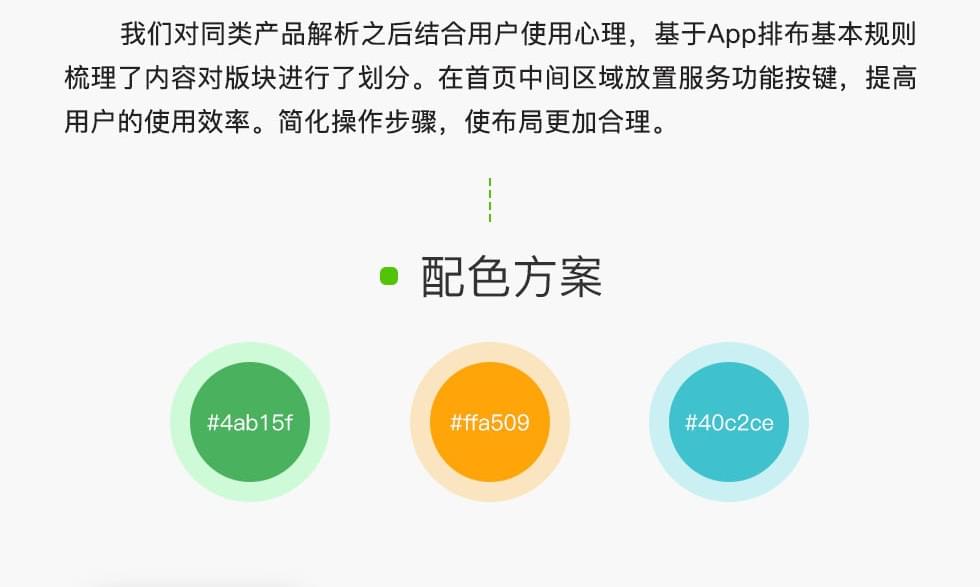 我们对同类产品解析之后结合用户使用心理，基于App排布基本规则
梳理了内容对版块进行了划分。在首页中间区域放置服务功能按键，提高
用户的使用效率。简化操作步骤，使布局更加合理。
配色方案
#4ab15f #ffa509 #40c2ce